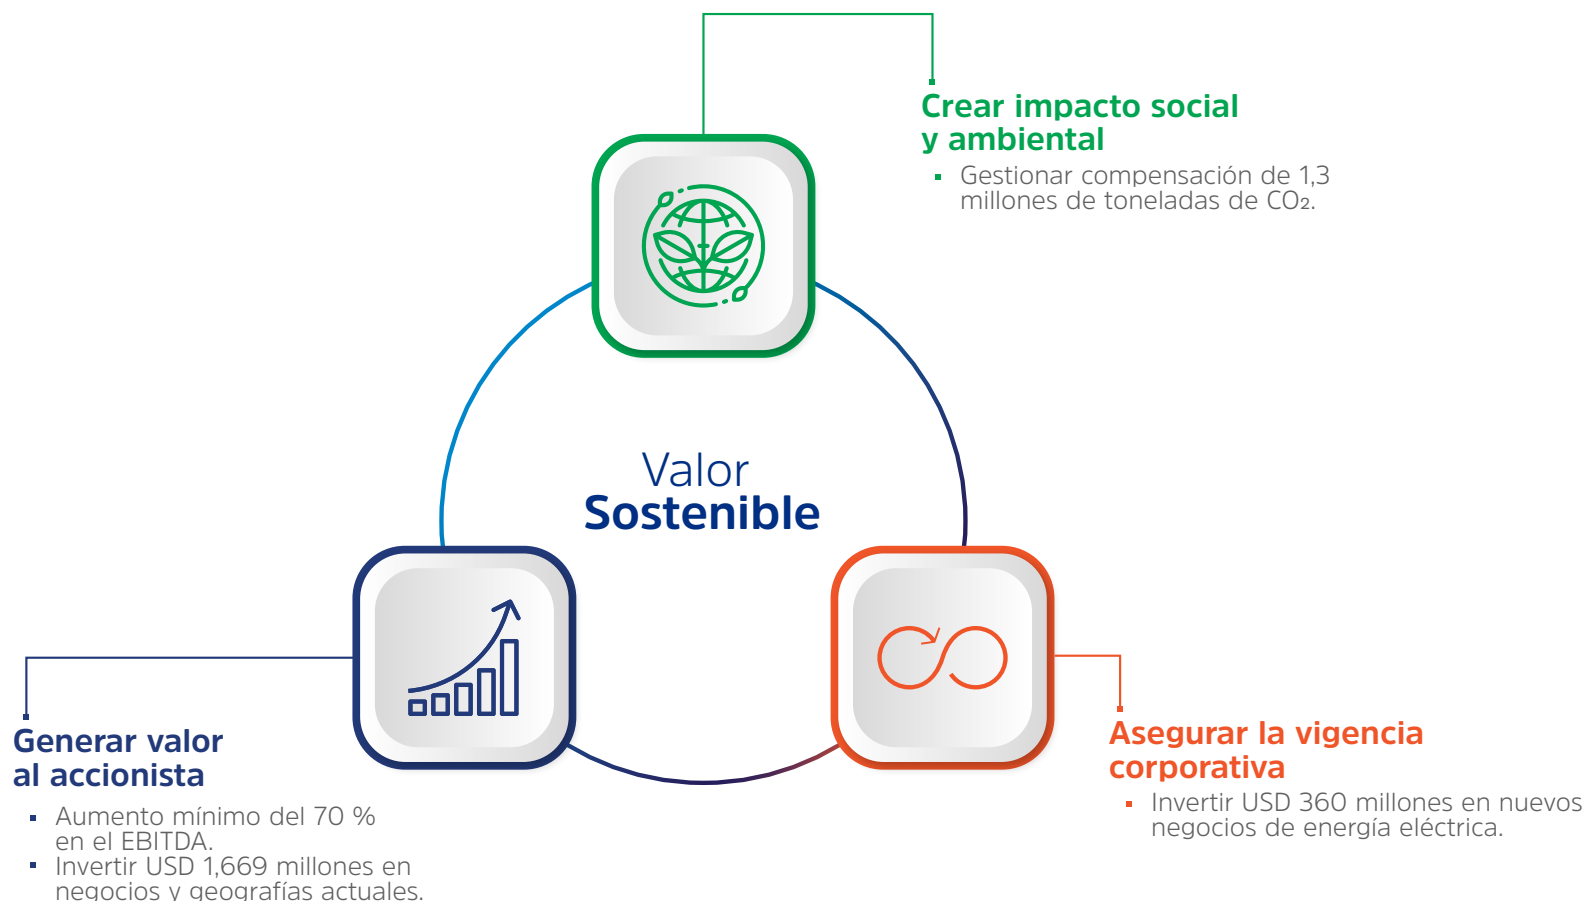 Crear impacto social
y ambiental
▪ Gestionar compensación de 1,3
millones de toneladas de CO₂.
Valor
Sostenible
Generar valor
al accionista
▪ Aumento mínimo del 70 %
en el EBITDA.
▪ Invertir USD 1,669 millones en
negocios y geografías actuales.
Asegurar la vigencia
corporativa
▪ Invertir USD 360 millones en nuevos
negocios de energía eléctrica.